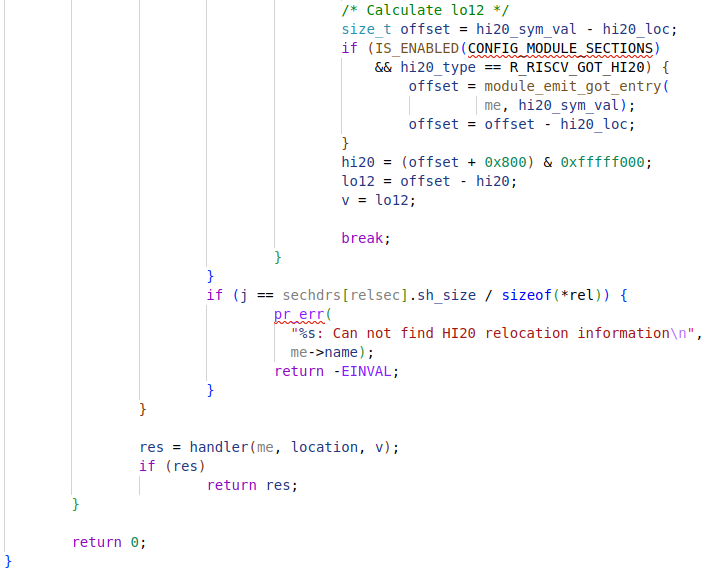 /* Calculate lo12 */
size_t offset = hi20_sym_val - hi20_loc;
if (IS_ENABLED(CONFIG_MODULE_SECTIONS)
&& hi20_type == R_RISCV_GOT_HI20) {
offset = module_emit_got_entry(
me, hi20_sym_val);
offset = offset - hi20_loc;
}
hi20 = (offset + 0x800) & 0xfffff000;
lo12 = offset - hi20;
v = lo12;
break;
}
}
if (j == sechdrs[relsec].sh_size / sizeof(*rel)) {
pr_err(
"%s: Can not find HI20 relocation information\n",
me->name);
return -EINVAL;
}
}
res = handler(me, location, v);
if (res)
return res;
}
return 0;
}